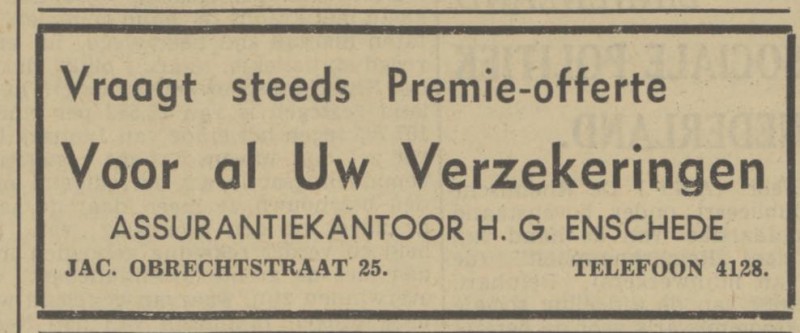 Vraagt steeds Premie-offerte
Voor al Uw Verzekeringen
ASSURANTIEKANTOOR H. G. ENSCHEDE
JAC. OBRECHTSTRAAT 25. TELEFOON 4128.